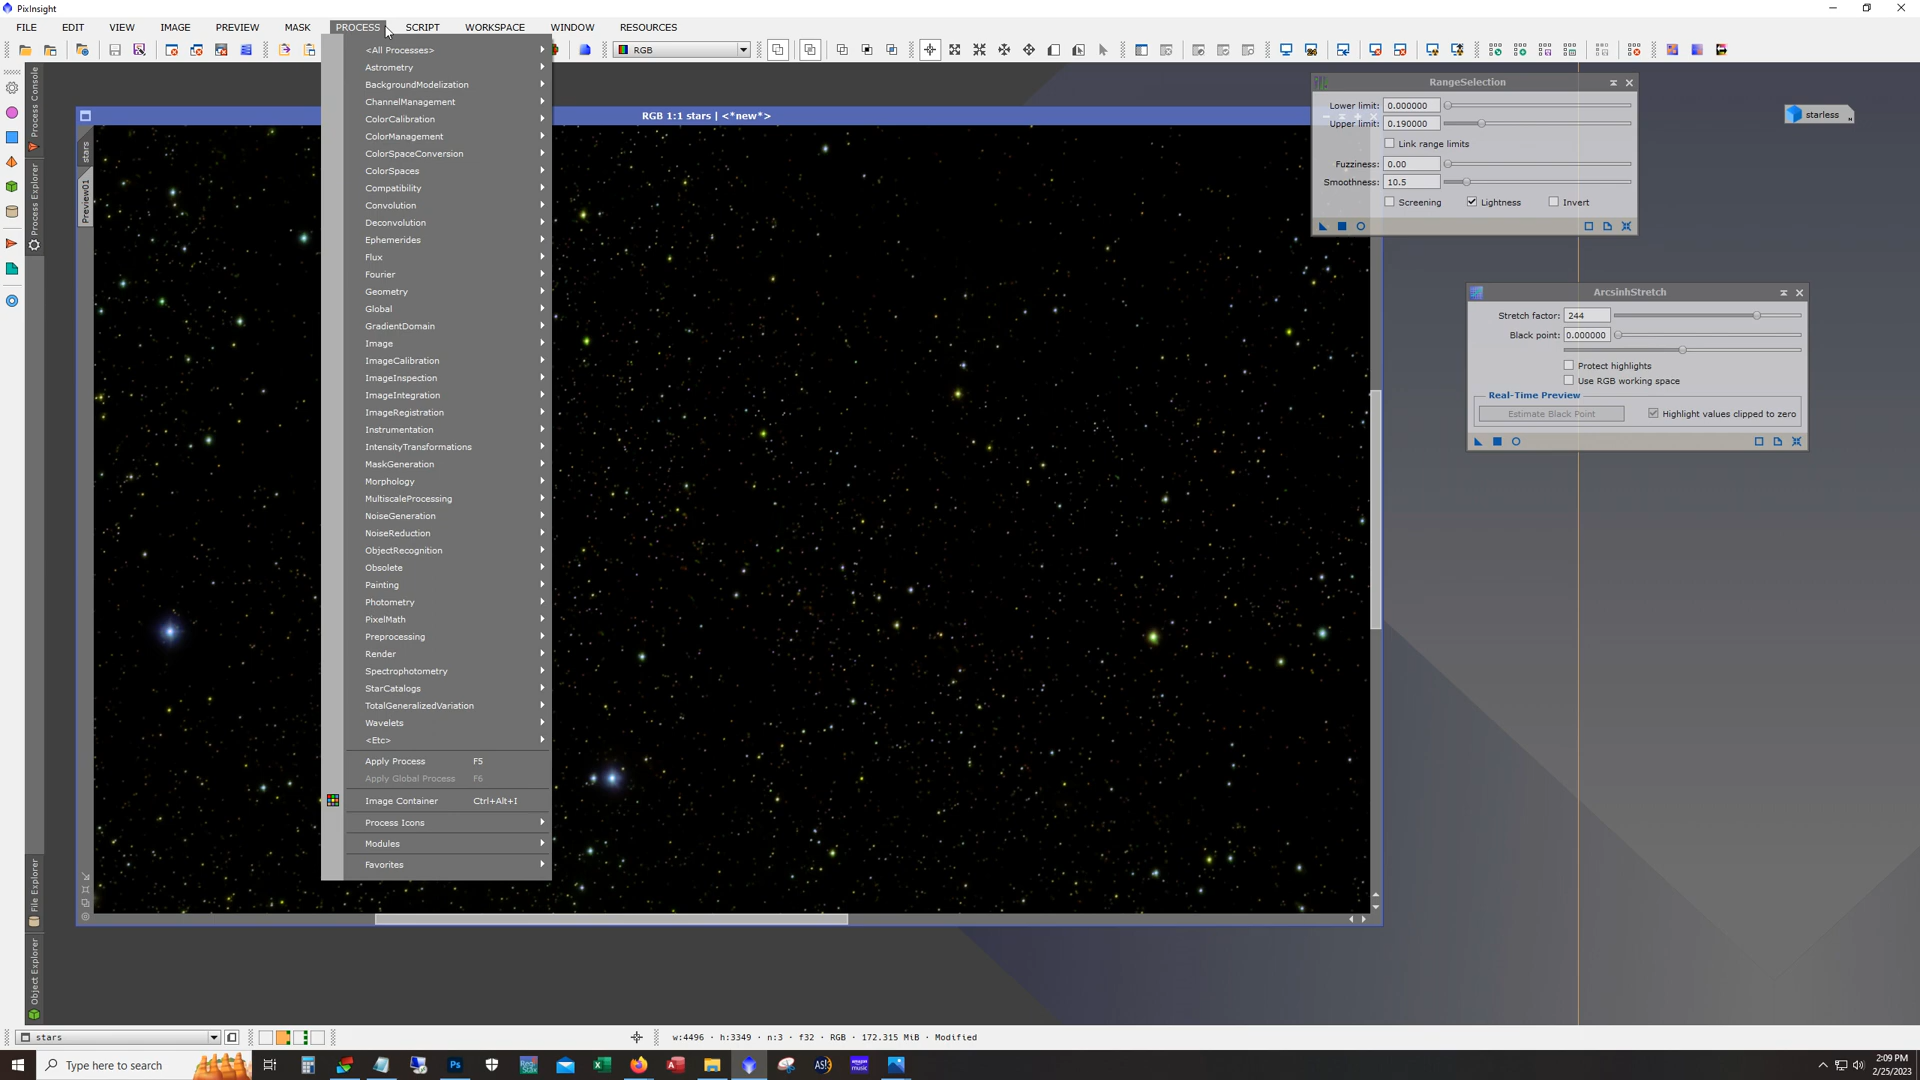 PixInsight
FILE EDIT VIEW IMAGE PREVIEW MASK PROCESS SCRIPT WORKSPACE WINDOW RESOURCES
RGB
Process Console
Process Explorer
File Explorer
Object Explorer
RGB 1:1 stars | <*new*>
stars
Preview01
<All Processes>
Astrometry
BackgroundModelization
ChannelManagement
ColorCalibration
ColorManagement
ColorSpaceConversion
ColorSpaces
Compatibility
Convolution
Deconvolution
Ephemerides
Flux
Fourier
Geometry
Global
GradientDomain
Image
ImageCalibration
ImageInspection
ImageIntegration
ImageRegistration
Instrumentation
IntensityTransformations
MaskGeneration
Morphology
MultiscaleProcessing
NoiseGeneration
NoiseReduction
ObjectRecognition
Obsolete
Painting
Photometry
PixelMath
Preprocessing
Render
Spectrophotometry
StarCatalogs
TotalGeneralizedVariation
Wavelets
<Etc>
Apply Process F5
Apply Global Process F6
Image Container Ctrl+Alt+I
Process Icons
Modules
Favorites
RangeSelection
Lower limit: 0.000000
Upper limit: 0.190000
Link range limits
Fuzziness: 0.00
Smoothness: 10.5
Screening Lightness Invert
starless
ArcsinhStretch
Stretch factor: 244
Black point: 0.000000
Protect highlights
Use RGB working space
Real-Time Preview
Estimate Black Point Highlight values clipped to zero
stars
w:4496 · h:3349 · n:3 · f32 · RGB · 172.315 MiB · Modified
Type here to search
Ps
AS!
2:09 PM
2/25/2023